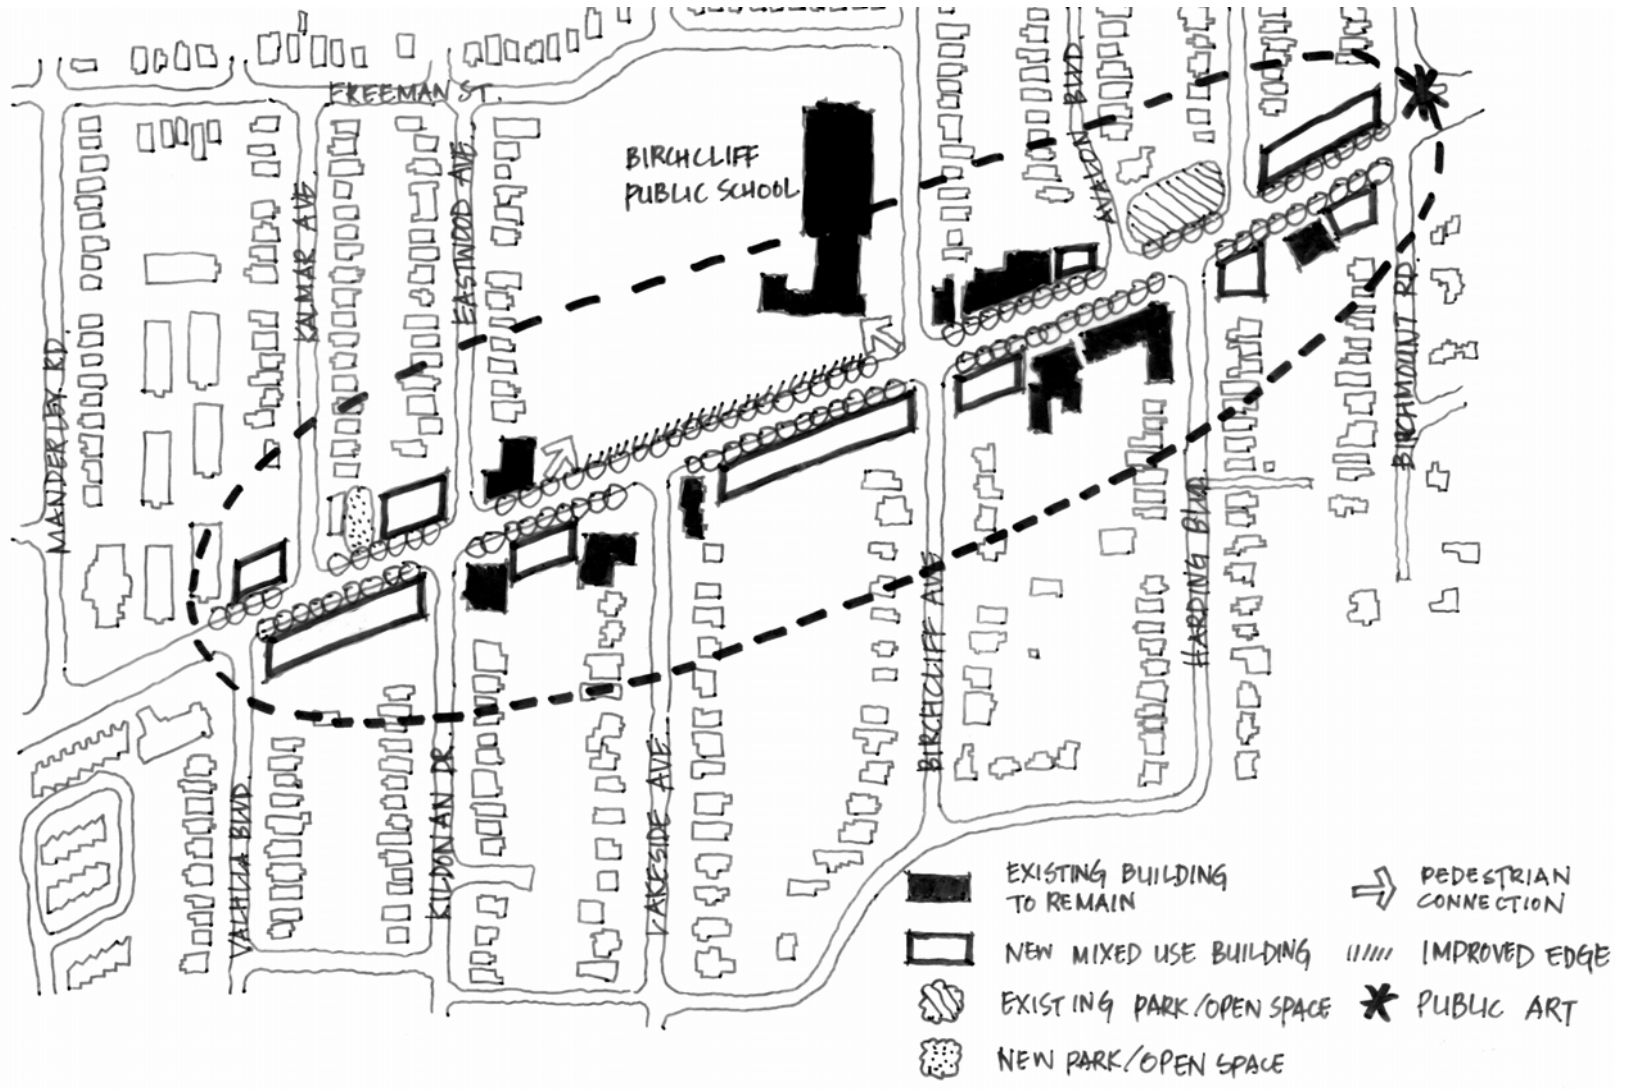 FREEMAN ST.
BIRCHCLIFF
PUBLIC SCHOOL
MANDERLEY RD.
KALMAR AVE.
EASTWOOD AVE.
AVALON BLVD.
BIRCHMOUNT RD
HARDING BLVD
BIRCHCLIFF AVE
LAKESIDE AVE
KILDONAN DR
VALHLLA BLVD
EXISTING BUILDING
TO REMAIN
NEW MIXED USE BUILDING
EXISTING PARK/OPEN SPACE
NEW PARK/OPEN SPACE
PEDESTRIAN
CONNECTION
IMPROVED EDGE
PUBLIC ART